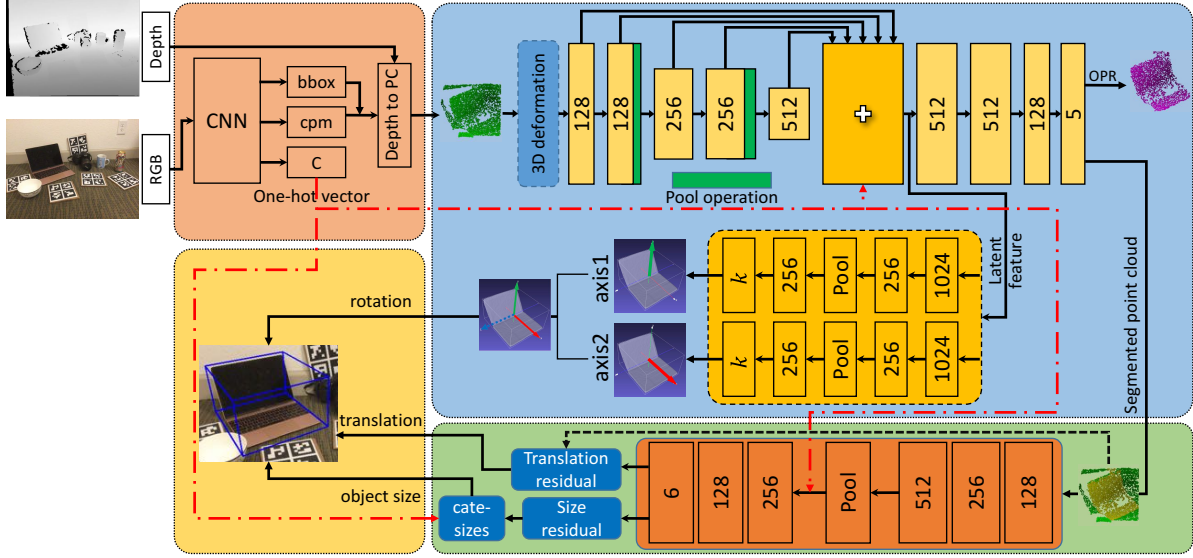 Depth
RGB
CNN
bbox
cpm
C
Depth to PC
One-hot vector
3D deformation
128
128
256
256
512
512
512
128
5
OPR
Pool operation
Latent
feature
Segmented point cloud
axis1
k
256
Pool
256
1024
axis2
k
256
Pool
256
1024
rotation
translation
object size
Translation
residual
Size
residual
cate-
sizes
6
128
256
Pool
512
256
128